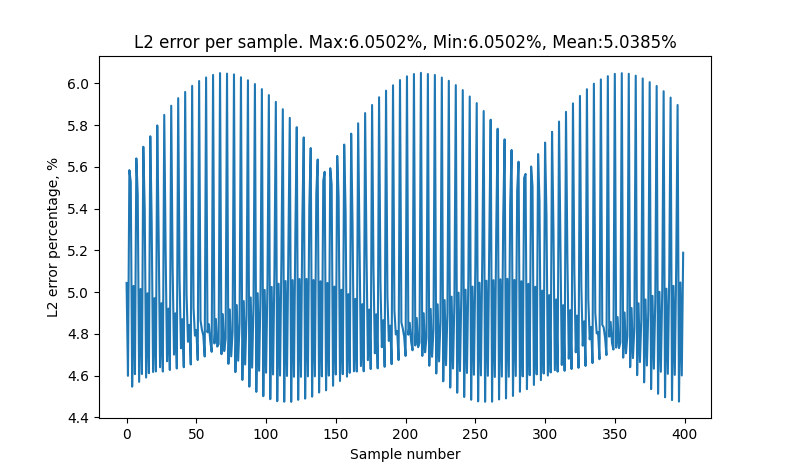 L2 error per sample. Max:6.0502%, Min:6.0502%, Mean:5.0385%
L2 error percentage, %
6.0
5.8
5.6
5.4
5.2
5.0
4.8
4.6
4.4
0 50 100 150 200 250 300 350 400
Sample number